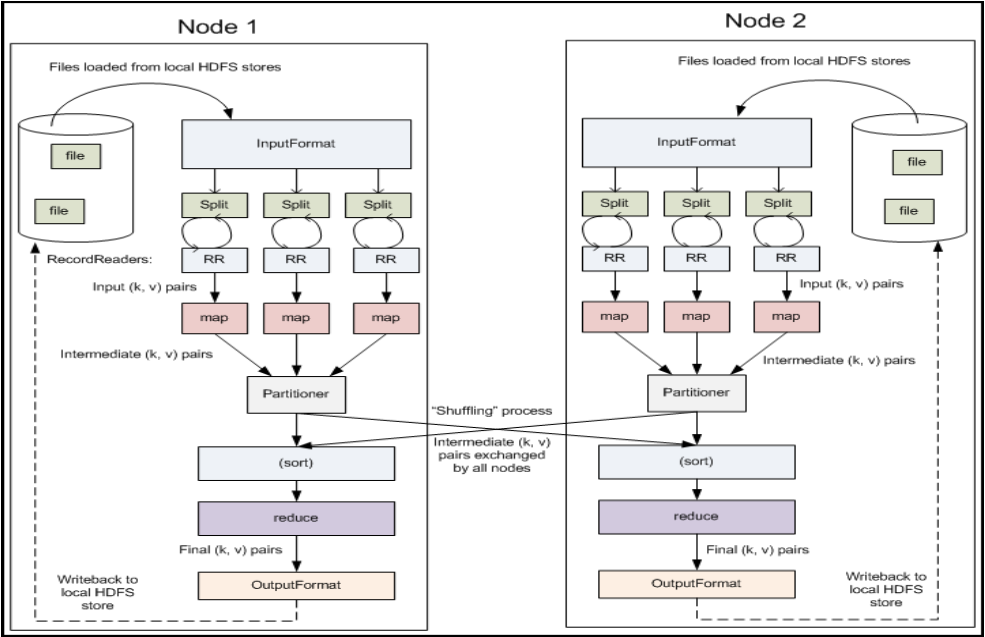 Node 1
Files loaded from local HDFS stores
file
file
InputFormat
Split
Split
Split
RecordReaders:
RR
RR
RR
Input (k, v) pairs
map
map
map
Intermediate (k, v) pairs
Partitioner
(sort)
reduce
Final (k, v) pairs
OutputFormat
Writeback to
local HDFS
store
"Shuffling" process
Intermediate (k, v)
pairs exchanged
by all nodes
Node 2
Files loaded from local HDFS stores
InputFormat
file
file
Split
Split
Split
RR
RR
RR
Input (k, v) pairs
map
map
map
Intermediate (k, v) pairs
Partitioner
(sort)
reduce
Final (k, v) pairs
OutputFormat
Writeback to
local HDFS
store